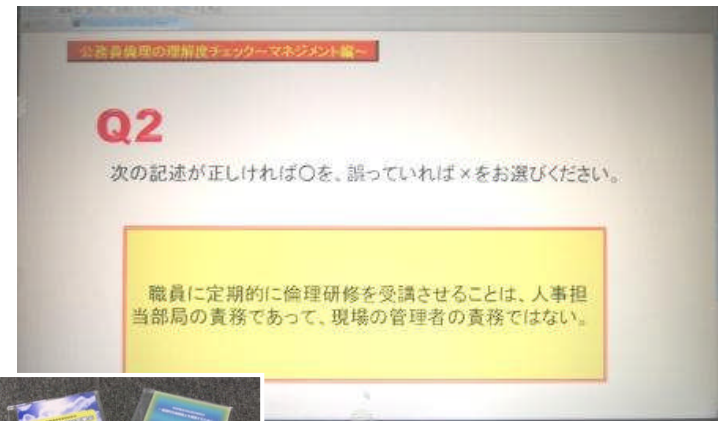 公務員倫理の理解度チェック～マネジメント編～
Q2
次の記述が正しければ〇を、誤っていれば×をお選びください。
職員に定期的に倫理研修を受講させることは、人事担
当部局の責務であって、現場の管理者の責務ではない。